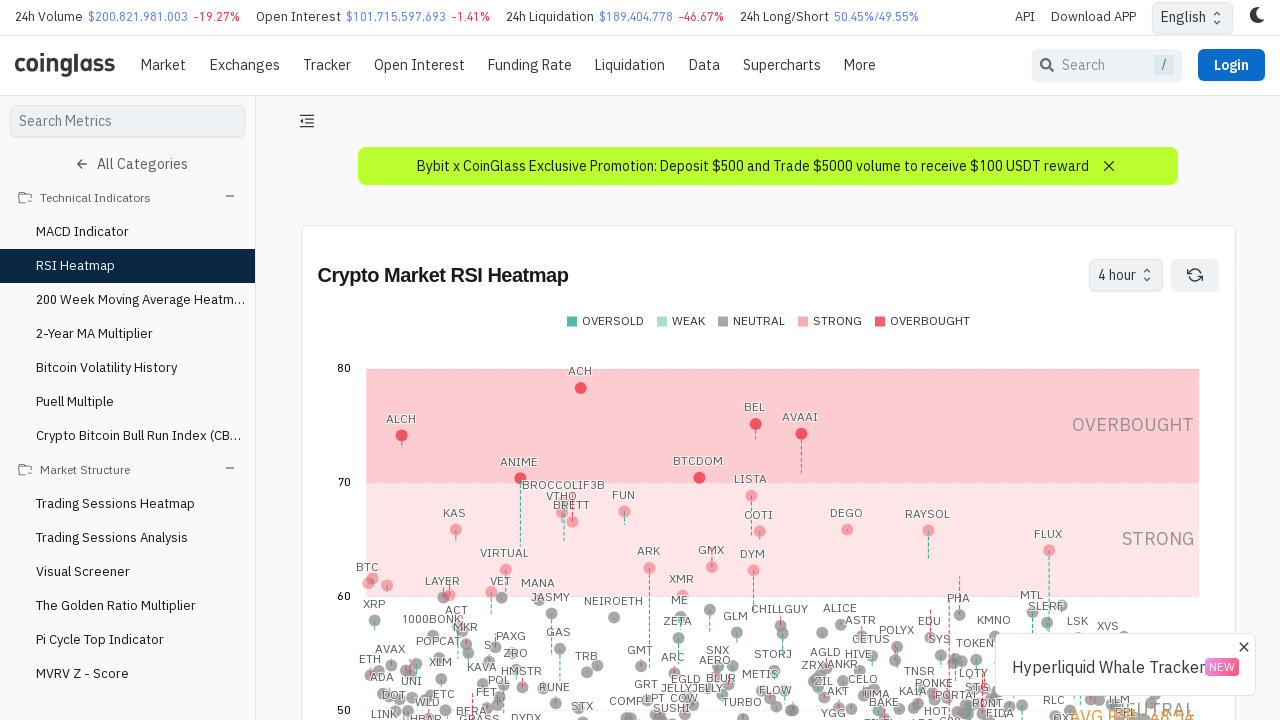 24h Volume $200,821,981,003 -19.27% Open Interest $101,715,597,693 -1.41% 24h Liquidation $189,404,778 -46.67% 24h Long/Short 50.45%/49.55% API Download APP English
coinglass Market Exchanges Tracker Open Interest Funding Rate Liquidation Data Supercharts More Search / Login
Search Metrics
All Categories
Technical Indicators
MACD Indicator
RSI Heatmap
200 Week Moving Average Heatm...
2-Year MA Multiplier
Bitcoin Volatility History
Puell Multiple
Crypto Bitcoin Bull Run Index (CB...
Market Structure
Trading Sessions Heatmap
Trading Sessions Analysis
Visual Screener
The Golden Ratio Multiplier
Pi Cycle Top Indicator
MVRV Z - Score
Bybit x CoinGlass Exclusive Promotion: Deposit $500 and Trade $5000 volume to receive $100 USDT reward
Crypto Market RSI Heatmap
4 hour
OVERSOLD WEAK NEUTRAL STRONG OVERBOUGHT
80
ACH
BEL
ALCH
AVAAI
OVERBOUGHT
ANIME
BTCDOM
70
LISTA
BROCCOLIF3B
VTHO
FUN
BRETT
KAS
COTI
DEGO
RAYSOL
FLUX
STRONG
VIRTUAL
ARK
GMX
DYM
BTC
LAYER
VET
MANA
XMR
60
XRP
JASMY
NEIROETH
ME
CHILLGUY
ALICE
PHA
MTL
SLERF
ACT
1000BONK
MKR
ZETA
GLM
ASTR
EDU
KMNO
LSK
XVS
POPCAT
PAXG
GAS
CETUS
POLYX
SYS
TOKEN
AVAX
ZRO
TRB
GMT
ARC
SNX
AERO
STORJ
AGLD
HIVE
ETH
XLM
KAVA
HMSTR
METIS
ZRX
ANKR
TNSR
LQTY
ADA
UNI
POL
RUNE
GRT
JELLYJELLY
BLUR
FLOW
ZIL
CELO
PONKE
STG
DOT
ETC
FET
COMP
LPT
COW
TURBO
AKT
UMA
KAIA
PORTAL
WLD
BERA
STX
SUSHI
YGG
BAKE
HOT
RDNT
FIDA
RLC
50
LINK
HBAR
GRASS
DYDX
NEUTRAL
Hyperliquid Whale Tracker NEW